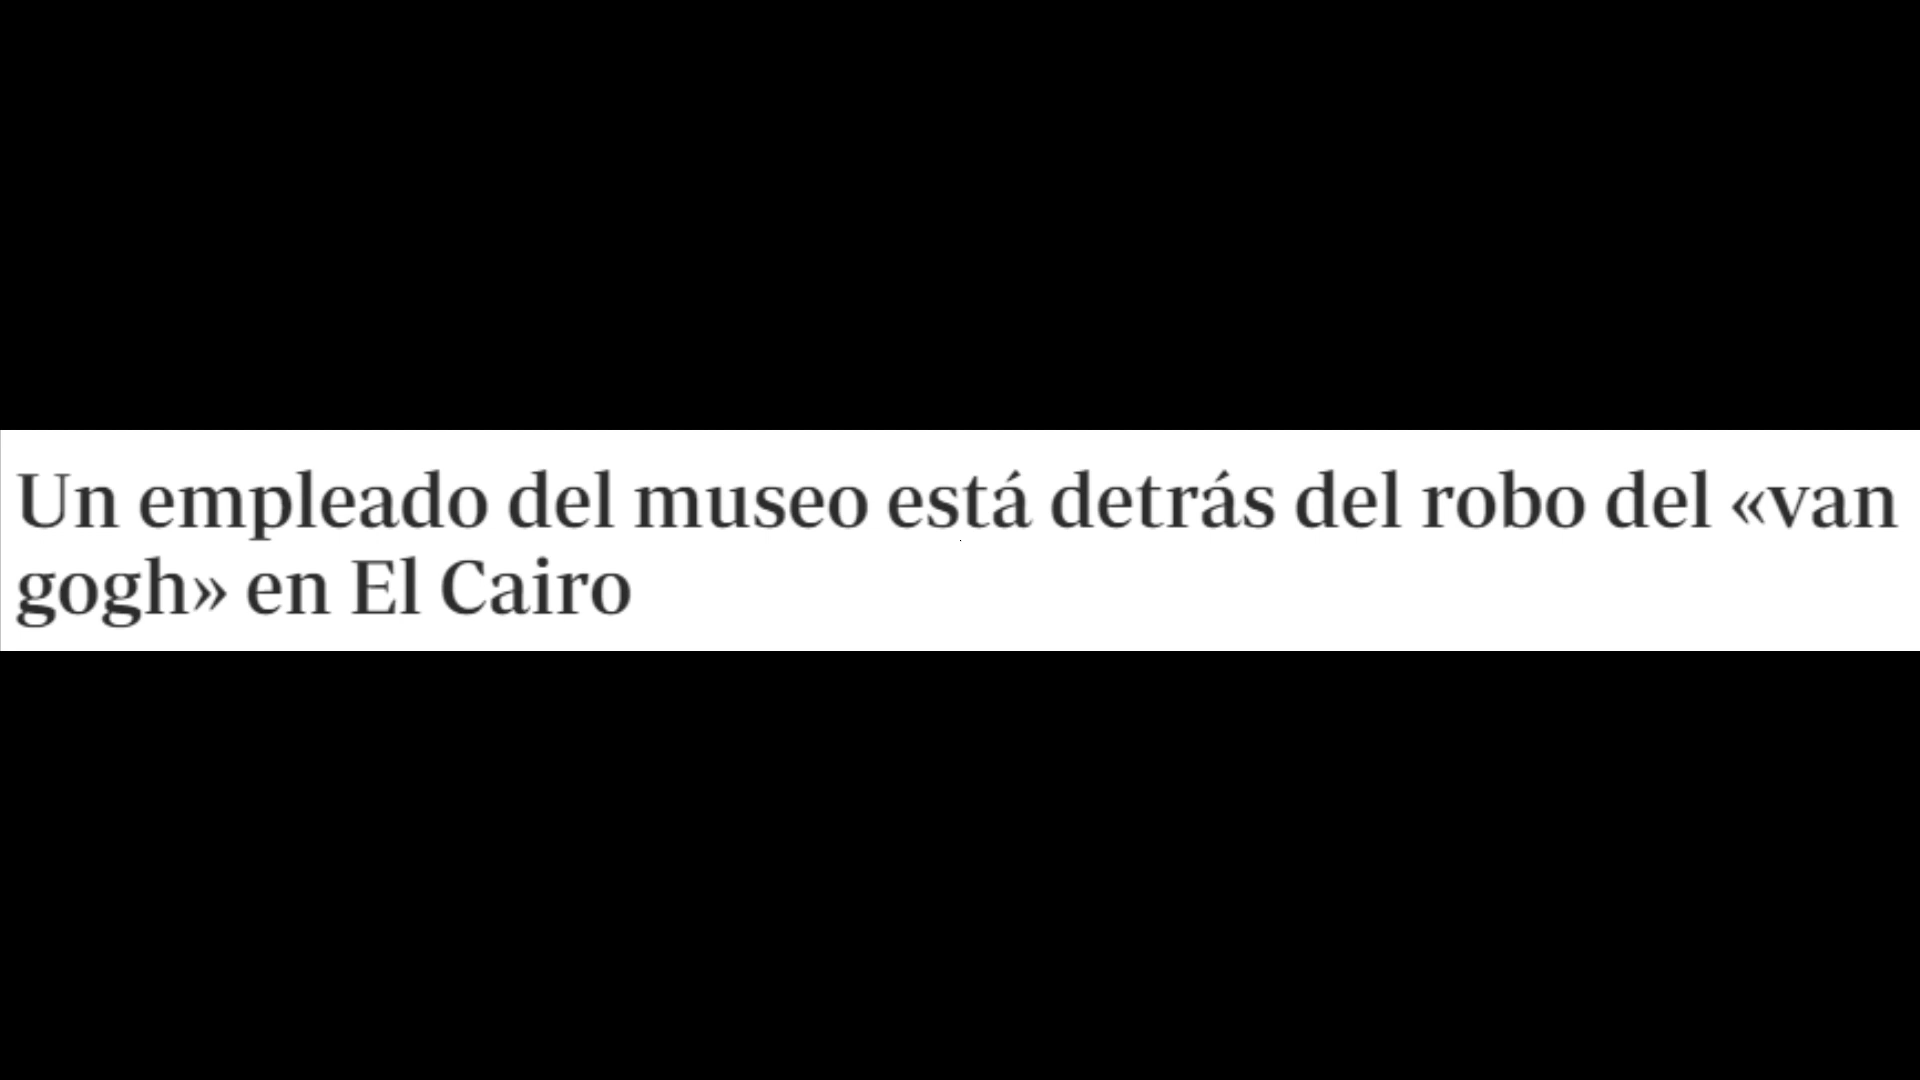 Un empleado del museo está detrás del robo del «van
gogh» en El Cairo